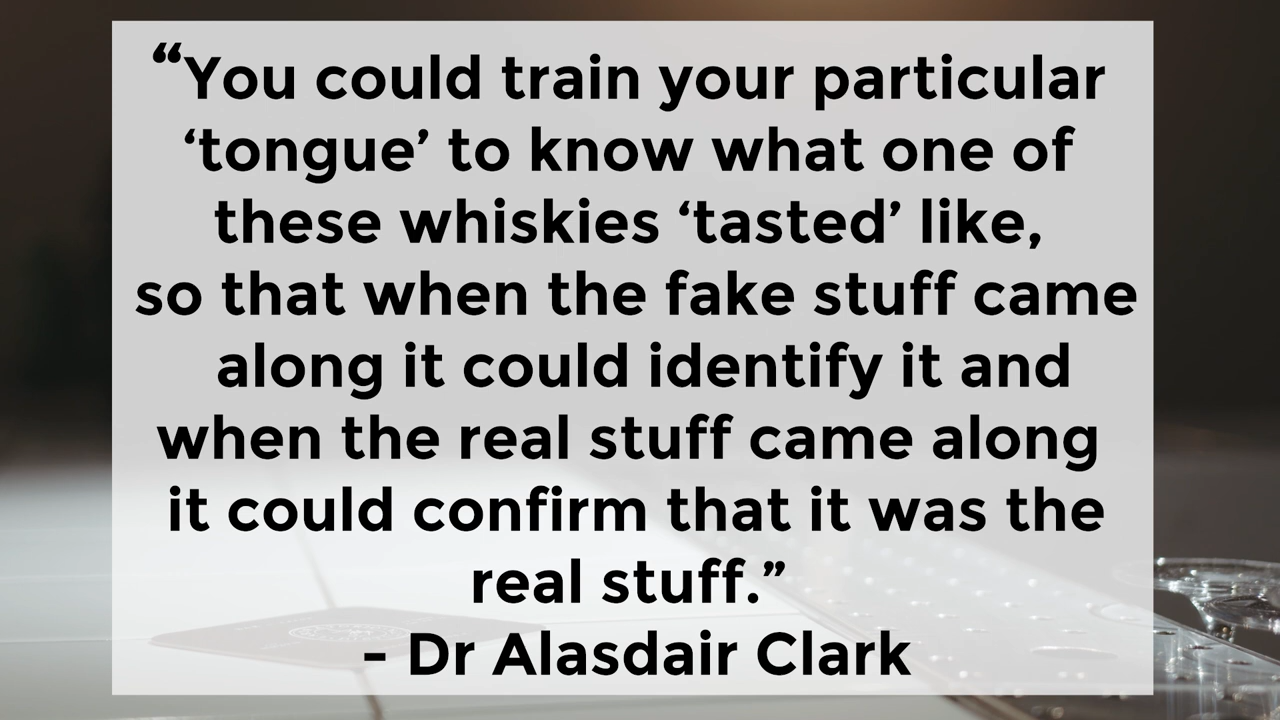 “You could train your particular
‘tongue’ to know what one of
these whiskies ‘tasted’ like,
so that when the fake stuff came
along it could identify it and
when the real stuff came along
it could confirm that it was the
real stuff.”
- Dr Alasdair Clark